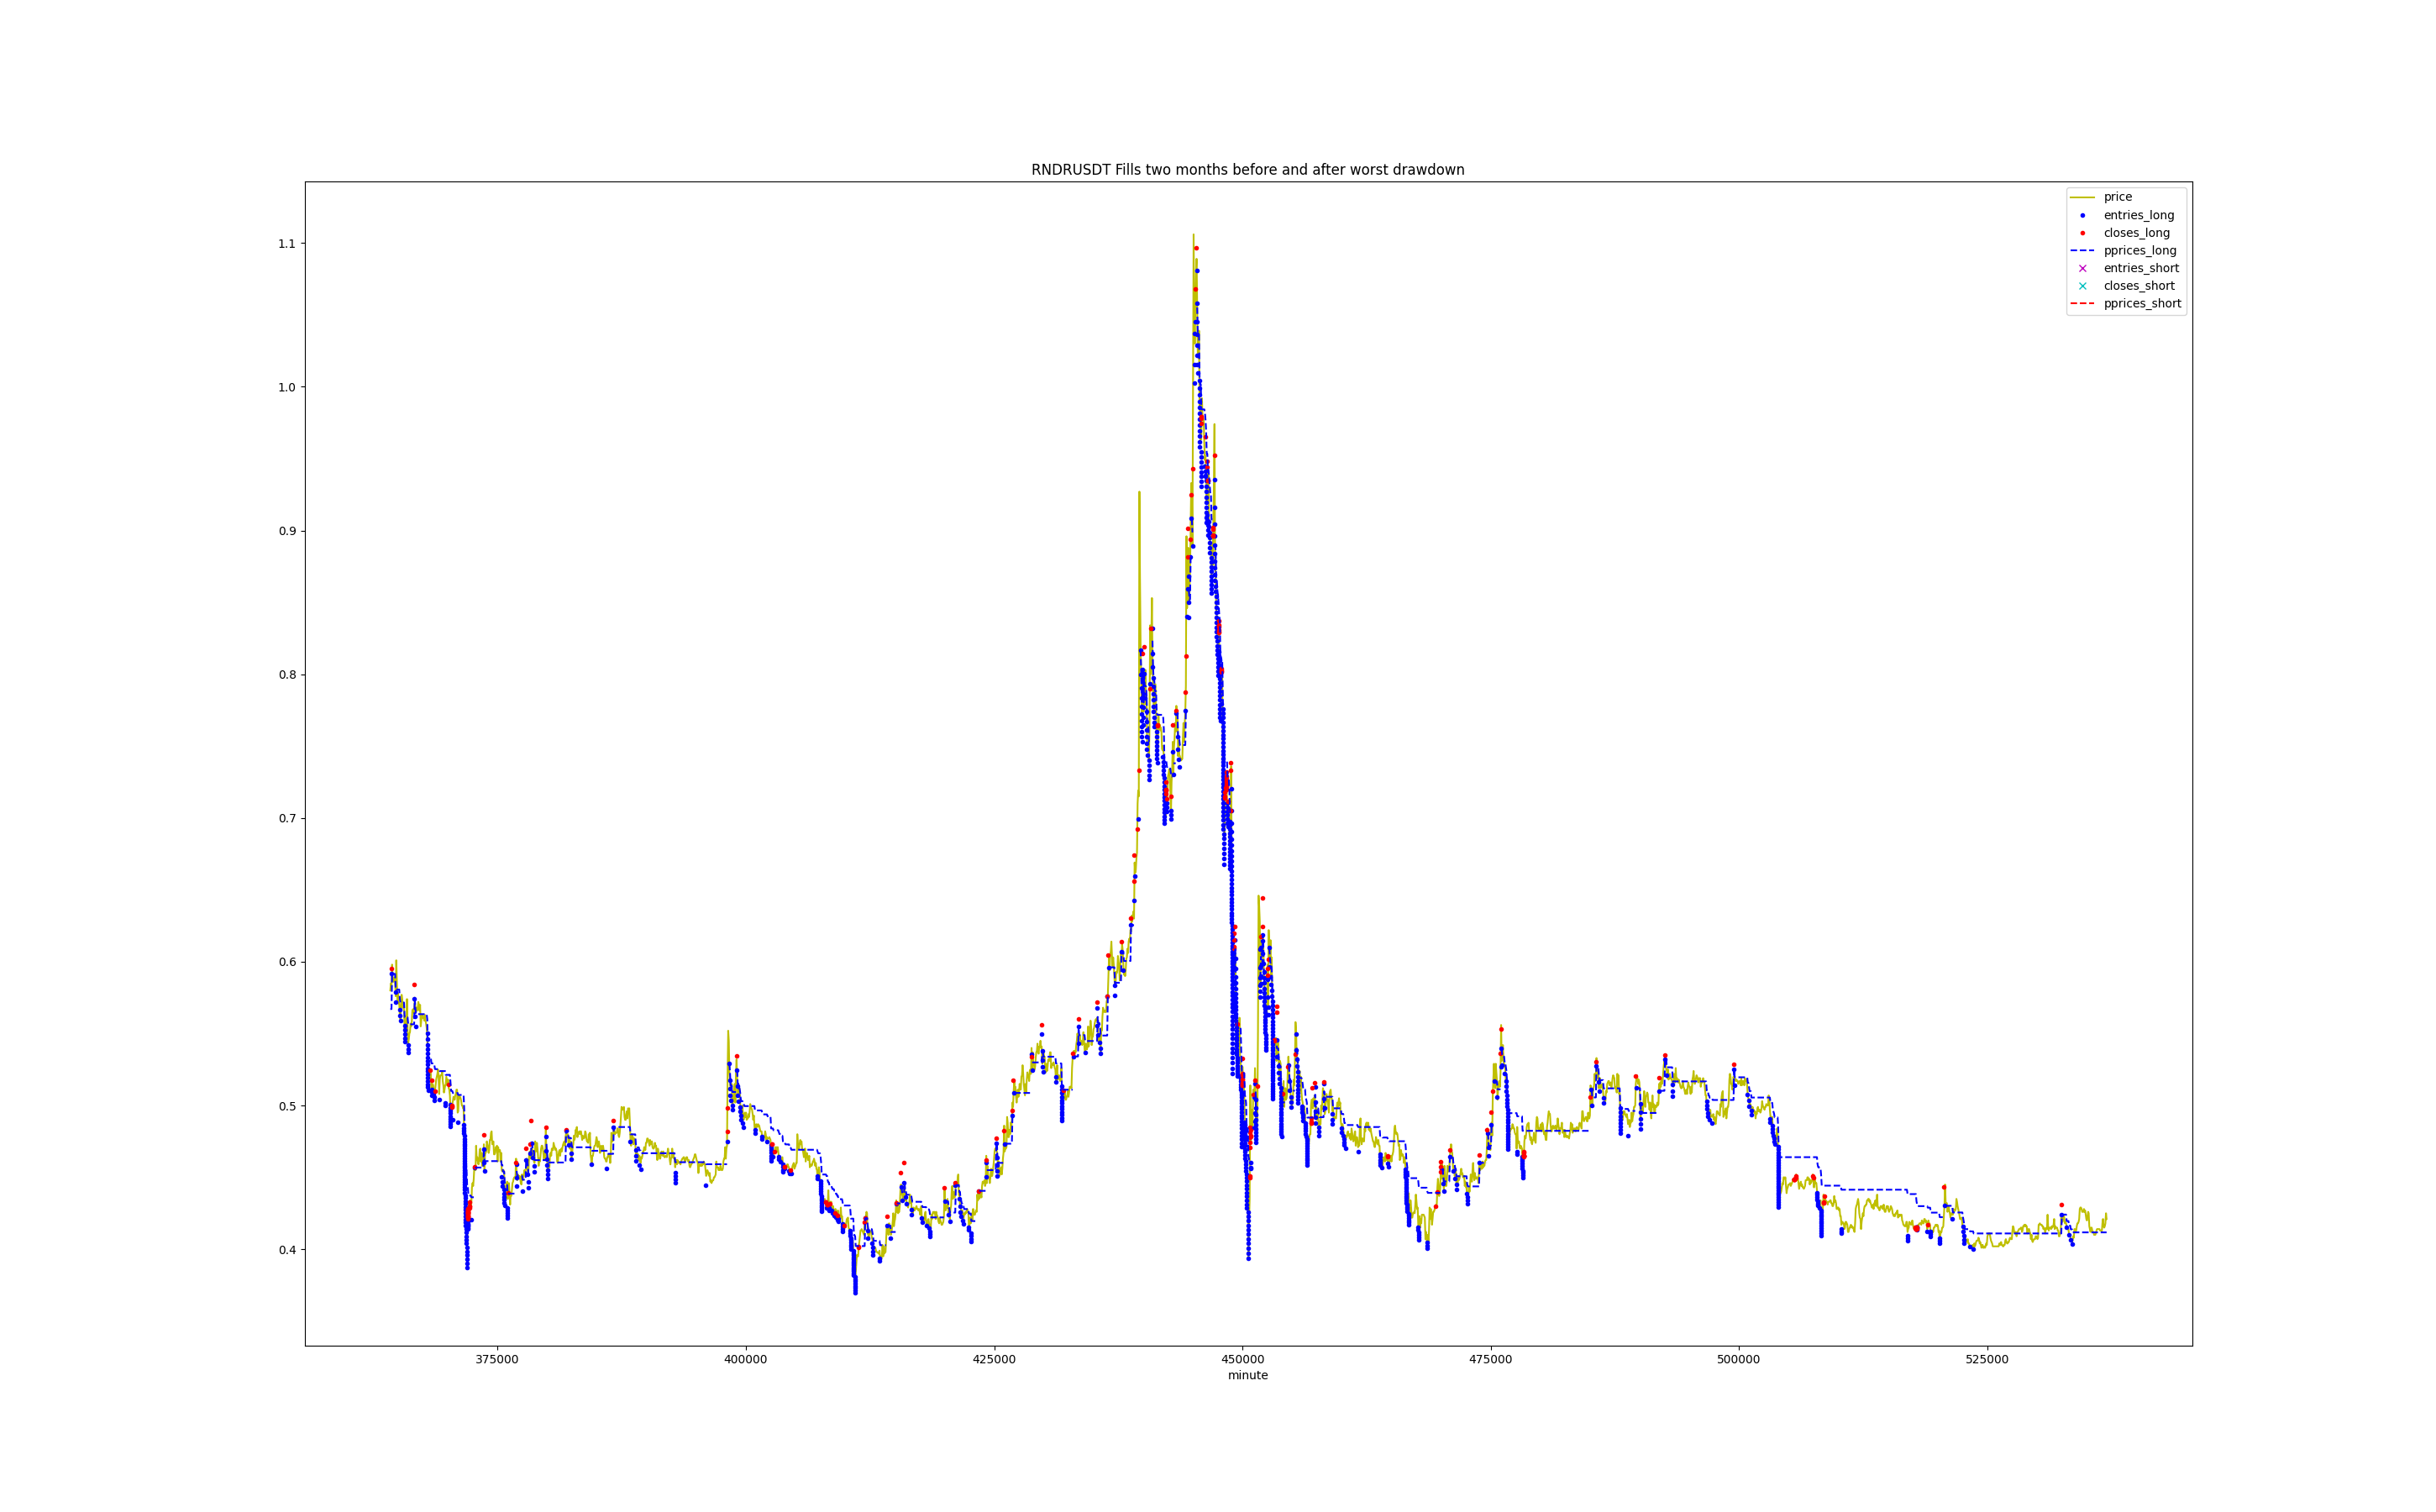 RNDRUSDT Fills two months before and after worst drawdown
price
entries_long
closes_long
pprices_long
entries_short
closes_short
pprices_short
1.1
1.0
0.9
0.8
0.7
0.6
0.5
0.4
375000 400000 425000 450000 475000 500000 525000
minute